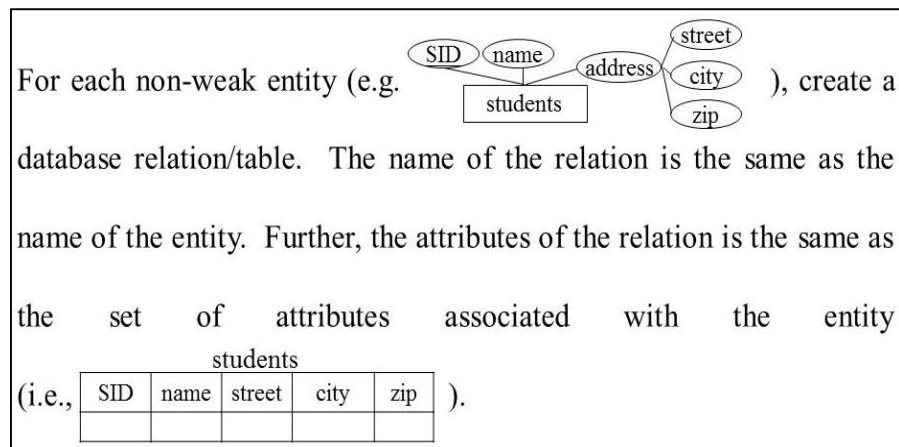 street
SID name
address
For each non-weak entity (e.g. city ), create a
students
zip
database relation/table. The name of the relation is the same as the
name of the entity. Further, the attributes of the relation is the same as
the set of attributes associated with the entity
students
(i.e., SID name street city zip ).